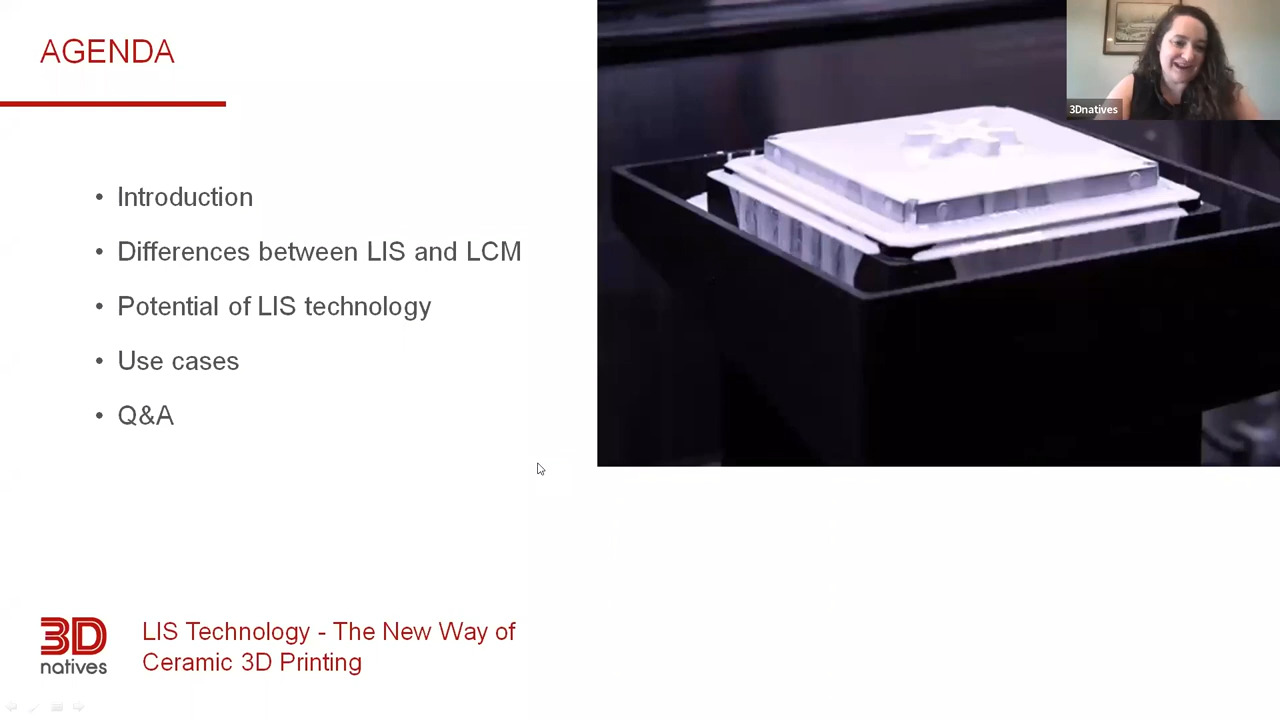 AGENDA
• Introduction
• Differences between LIS and LCM
• Potential of LIS technology
• Use cases
• Q&A
3Dnatives
3D
natives
LIS Technology - The New Way of
Ceramic 3D Printing